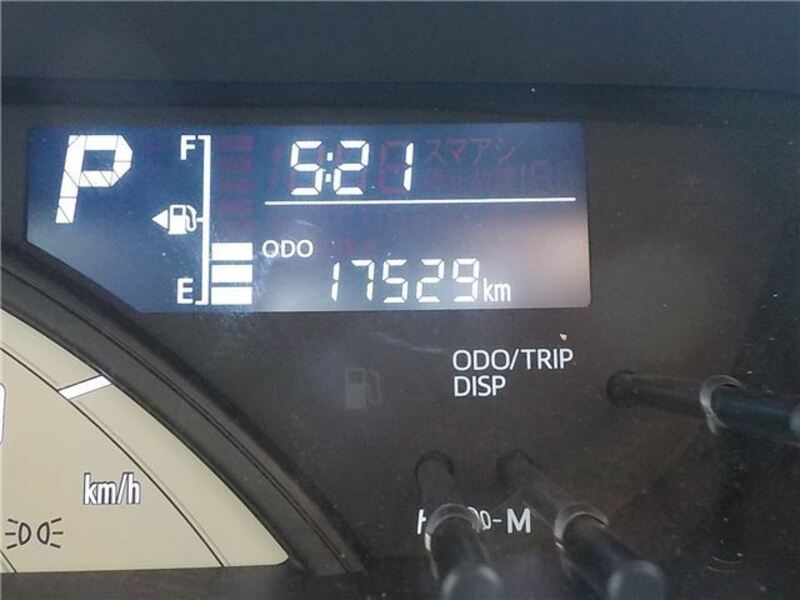 P
F
5:21
スマアシ
E
ODO
17529km
ODO/TRIP
DISP
km/h
H
-M